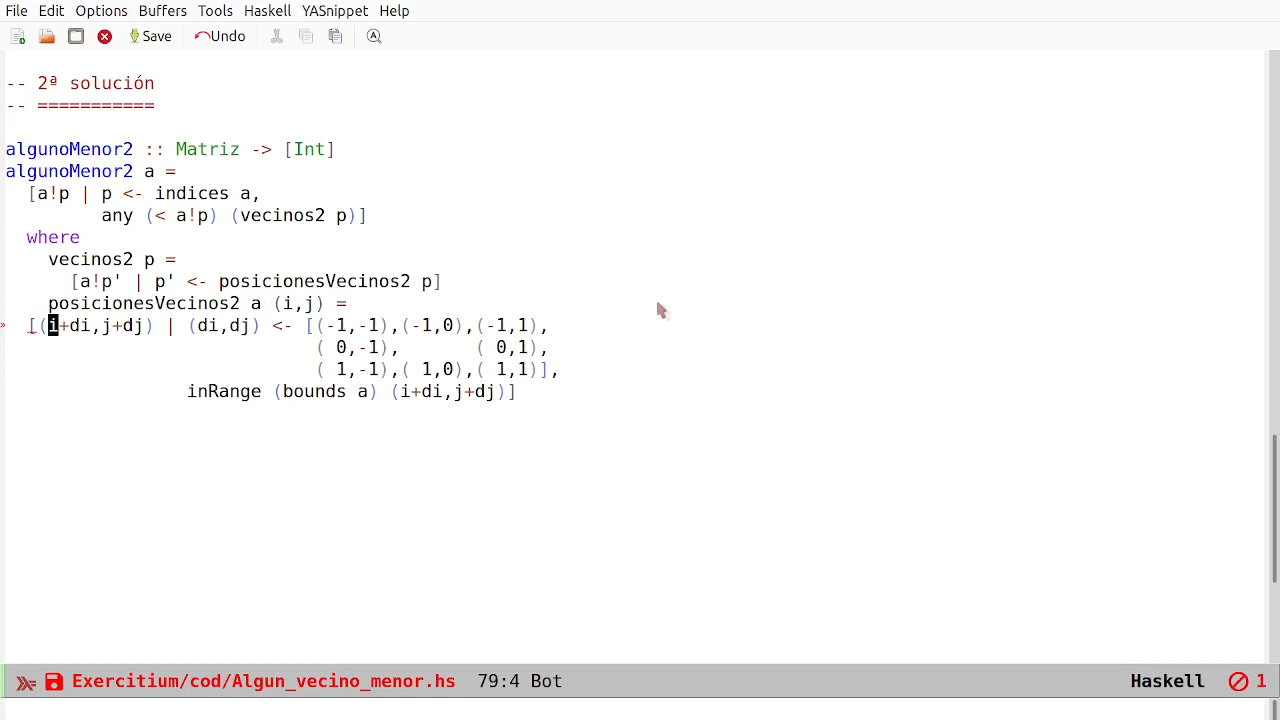 File Edit Options Buffers Tools Haskell YASnippet Help
Save Undo
-- 2ª solución
-- ===========
algunoMenor2 :: Matriz -> [Int]
algunoMenor2 a =
  [a!p | p <- indices a,
         any (< a!p) (vecinos2 p)]
  where
    vecinos2 p =
      [a!p' | p' <- posicionesVecinos2 p]
    posicionesVecinos2 a (i,j) =
  [(i+di,j+dj) | (di,dj) <- [(-1,-1),(-1,0),(-1,1),
                             ( 0,-1),       ( 0,1),
                             ( 1,-1),( 1,0),( 1,1)],
                 inRange (bounds a) (i+di,j+dj)]
Exercitium/cod/Algun_vecino_menor.hs 79:4 Bot Haskell 1